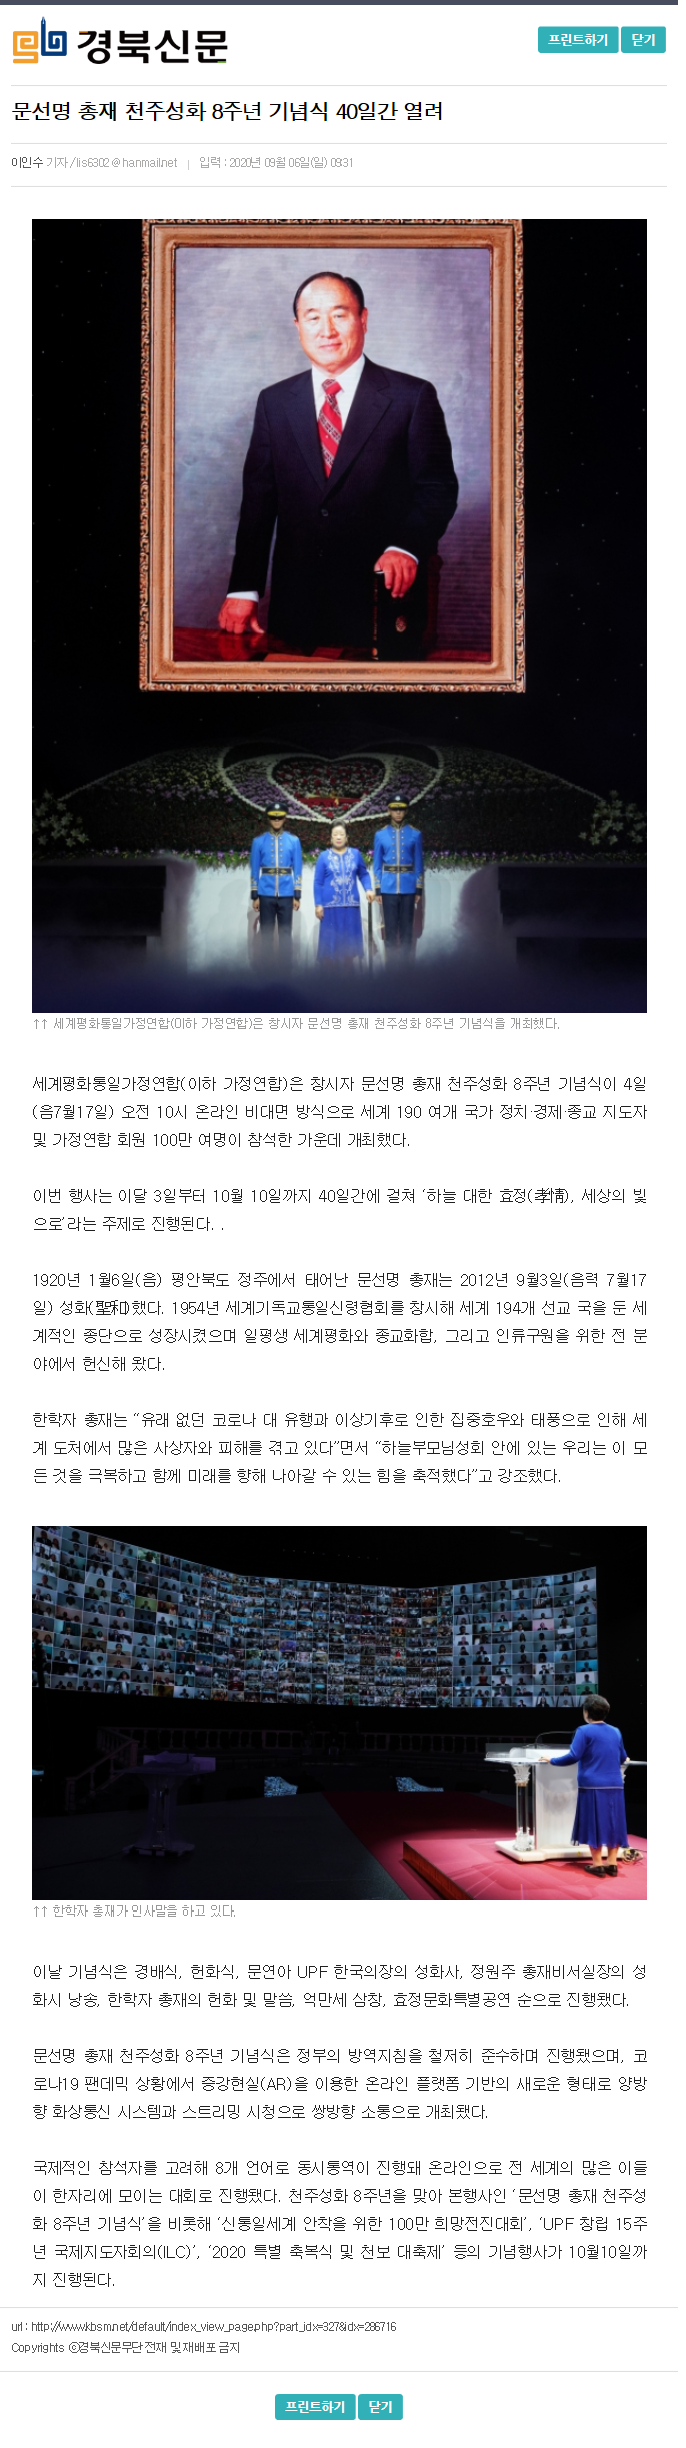 경북신문
프린트하기 닫기
문선명 총재 천주성화 8주년 기념식 40일간 열려
이인수 기자 / lis6302@hanmail.net | 입력 : 2020년 09월 06일(일) 09:31
↑↑ 세계평화통일가정연합(이하 가정연합)은 창시자 문선명 총재 천주성화 8주년 기념식을 개최했다.
세계평화통일가정연합(이하 가정연합)은 창시자 문선명 총재 천주성화 8주년 기념식이 4일
(음7월17일) 오전 10시 온라인 비대면 방식으로 세계 190 여개 국가 정치·경제·종교 지도자
및 가정연합 회원 100만 여명이 참석한 가운데 개최했다.
이번 행사는 이달 3일부터 10월 10일까지 40일간에 걸쳐 ‘하늘 대한 효정(孝情), 세상의 빛
으로’라는 주제로 진행된다. .
1920년 1월6일(음) 평안북도 정주에서 태어난 문선명 총재는 2012년 9월3일(음력 7월17
일) 성화(聖和)했다. 1954년 세계기독교통일신령협회를 창시해 세계 194개 선교 국을 둔 세
계적인 종단으로 성장시켰으며 일평생 세계평화와 종교화합, 그리고 인류구원을 위한 전 분
야에서 헌신해 왔다.
한학자 총재는 “유래 없던 코로나 대 유행과 이상기후로 인한 집중호우와 태풍으로 인해 세
계 도처에서 많은 사상자와 피해를 겪고 있다”면서 “하늘부모님성회 안에 있는 우리는 이 모
든 것을 극복하고 함께 미래를 향해 나아갈 수 있는 힘을 축적했다”고 강조했다.
↑↑ 한학자 총재가 인사말을 하고 있다.
이날 기념식은 경배식, 헌화식, 문연아 UPF 한국의장의 성화사, 정원주 총재비서실장의 성
화시 낭송, 한학자 총재의 헌화 및 말씀, 억만세 삼창, 효정문화특별공연 순으로 진행됐다.
문선명 총재 천주성화 8주년 기념식은 정부의 방역지침을 철저히 준수하며 진행됐으며, 코
로나19 팬데믹 상황에서 증강현실(AR)을 이용한 온라인 플랫폼 기반의 새로운 형태로 양방
향 화상통신 시스템과 스트리밍 시청으로 쌍방향 소통으로 개최됐다.
국제적인 참석자를 고려해 8개 언어로 동시통역이 진행돼 온라인으로 전 세계의 많은 이들
이 한자리에 모이는 대회로 진행됐다. 천주성화 8주년을 맞아 본행사인 ‘문선명 총재 천주성
화 8주년 기념식’을 비롯해 ‘신통일세계 안착을 위한 100만 희망전진대회’, ‘UPF 창립 15주
년 국제지도자회의(ILC)’, ‘2020 특별 축복식 및 천보 대축제’ 등의 기념행사가 10월10일까
지 진행된다.
url : http://www.kbsm.net/default/index_view_page.php?part_idx=327&idx=286716
Copyrights ⓒ경북신문 무단 전재 및 재배포 금지
프린트하기 닫기